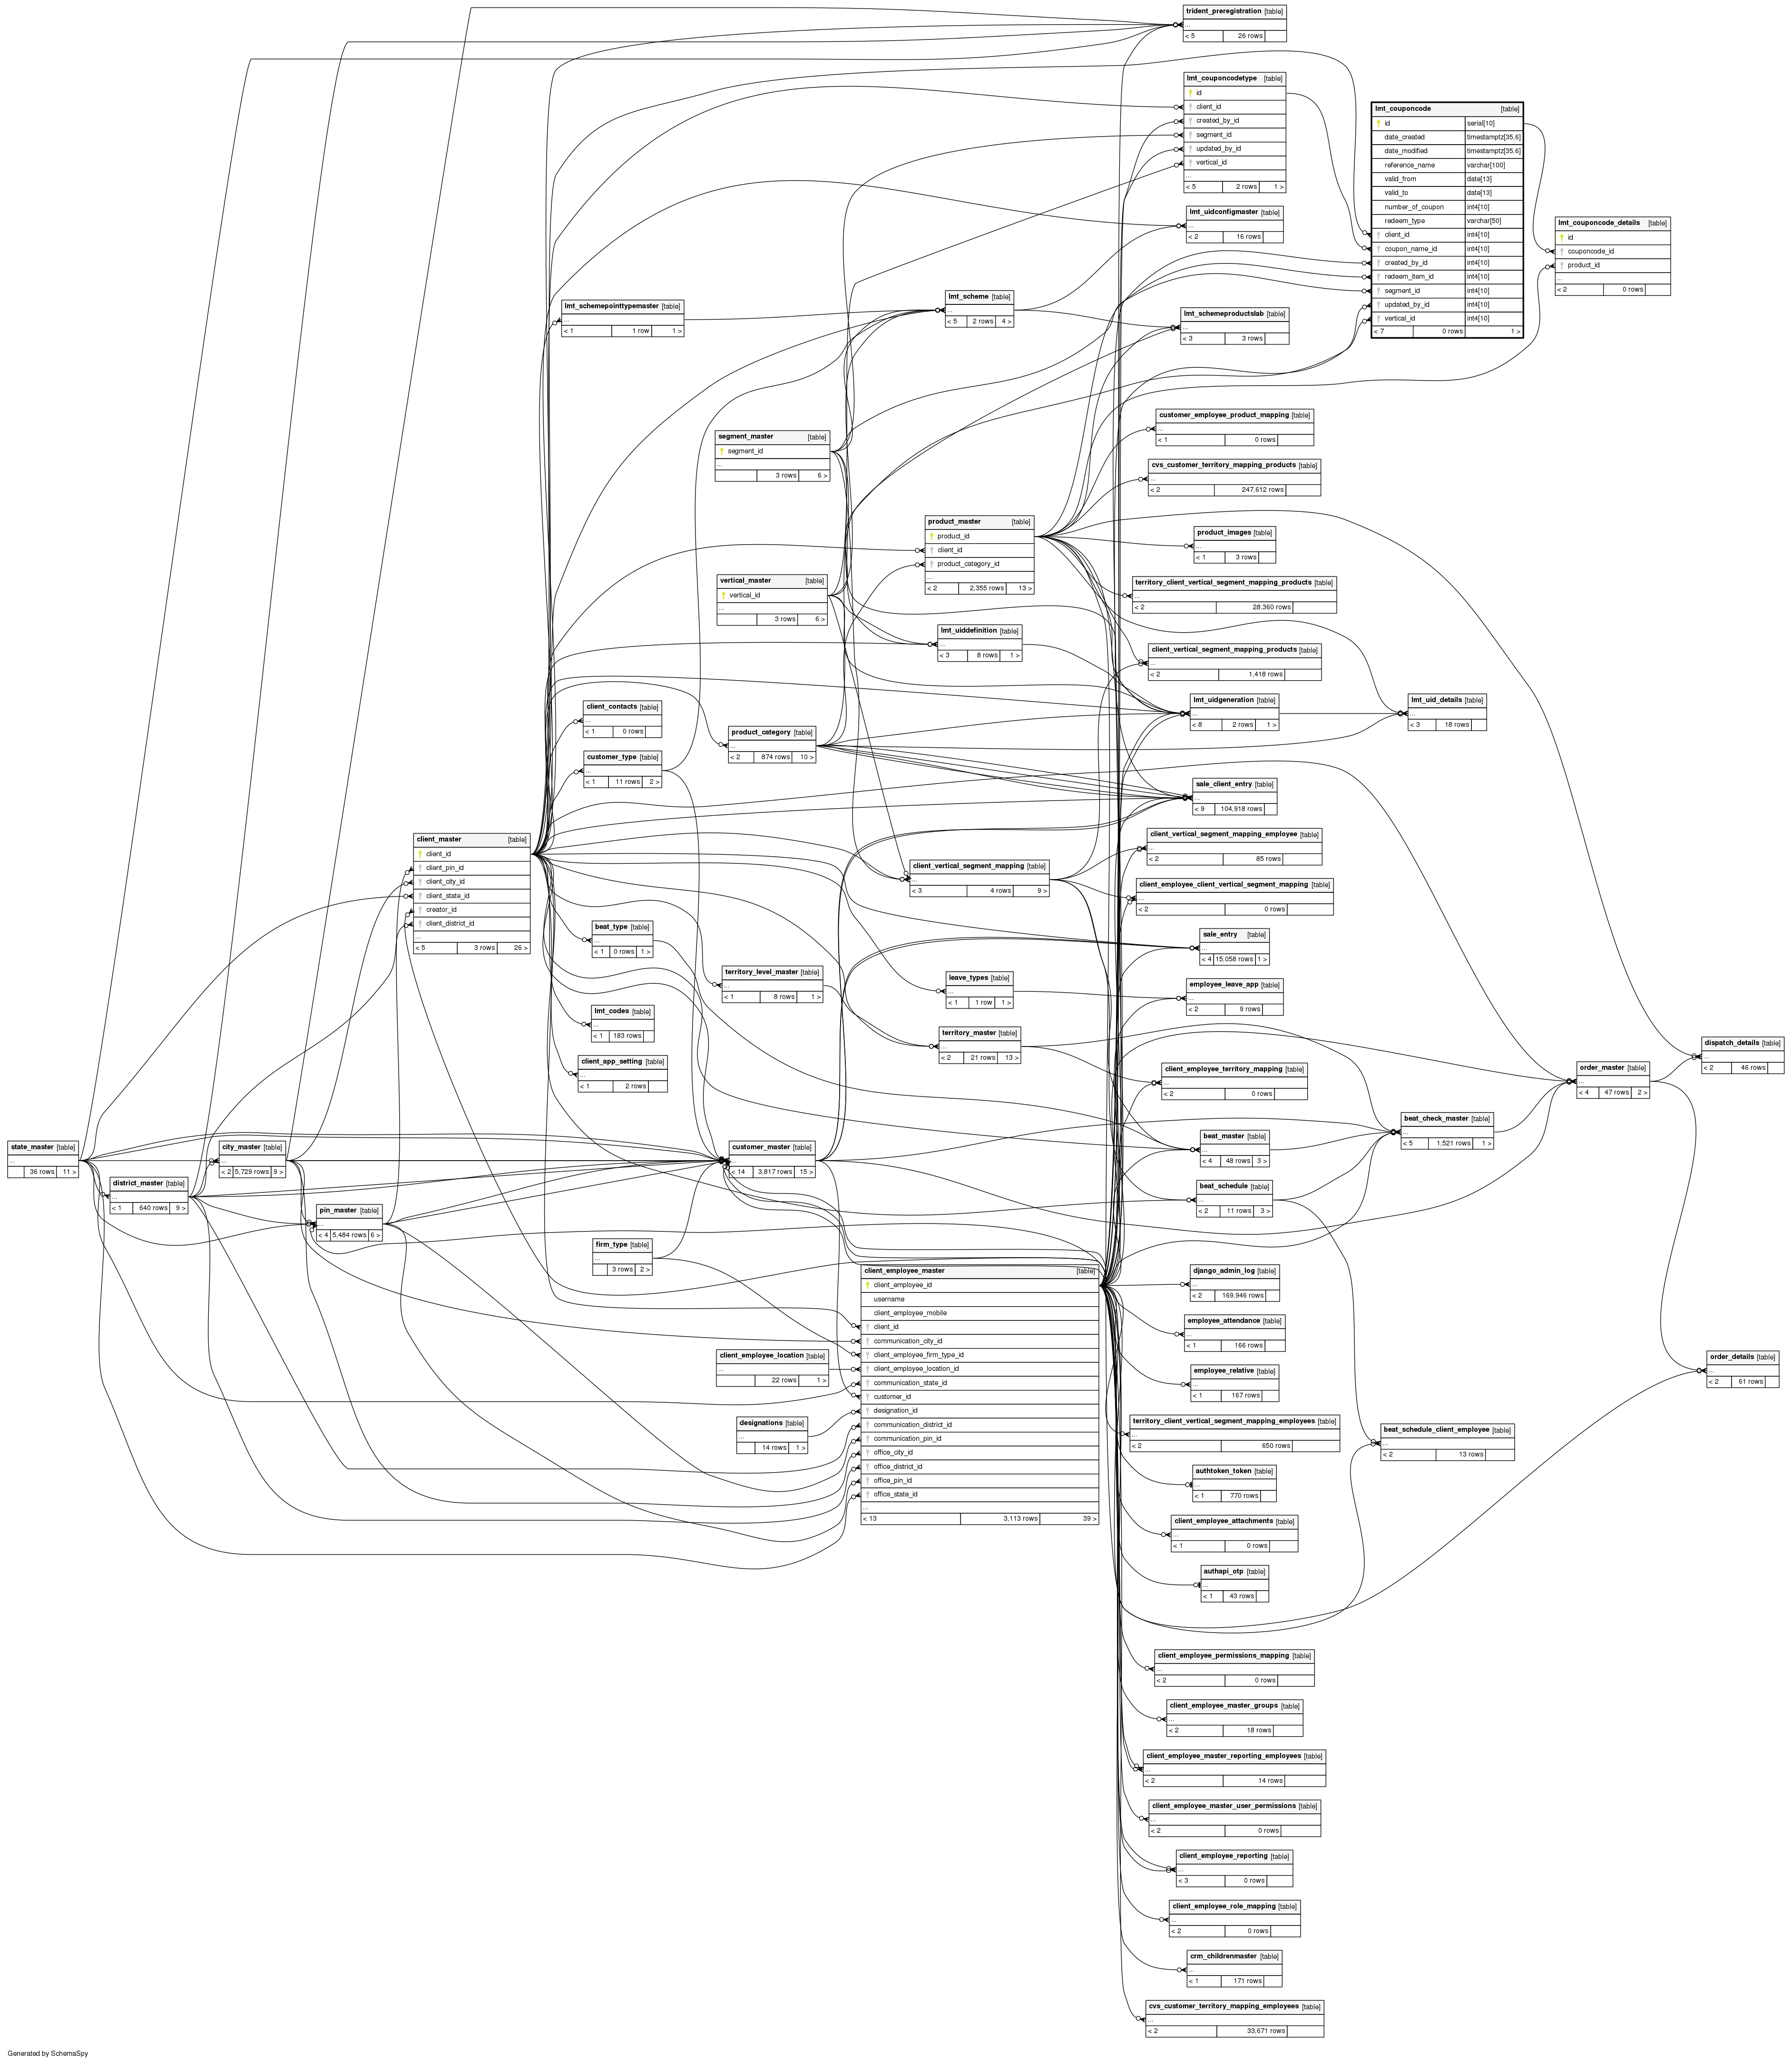 trident_preregistration [table]
...
< 5 26 rows
lmt_couponcodetype [table]
id
client_id
created_by_id
segment_id
updated_by_id
vertical_id
...
< 5 2 rows 1 >
lmt_couponcode [table]
id serial[10]
date_created timestamptz[35,6]
date_modified timestamptz[35,6]
reference_name varchar[100]
valid_from date[13]
valid_to date[13]
number_of_coupon int4[10]
redeem_type varchar[50]
client_id int4[10]
coupon_name_id int4[10]
created_by_id int4[10]
redeem_item_id int4[10]
segment_id int4[10]
updated_by_id int4[10]
vertical_id int4[10]
< 7 0 rows 1 >
lmt_couponcode_details [table]
id
couponcode_id
product_id
...
< 2 0 rows
lmt_uidconfigmaster [table]
...
< 2 16 rows
lmt_schemepointtypemaster [table]
...
< 1 1 row 1 >
lmt_scheme [table]
...
< 5 2 rows 4 >
lmt_schemeproductslab [table]
...
< 3 3 rows
customer_employee_product_mapping [table]
...
< 1 0 rows
segment_master [table]
segment_id
...
3 rows 6 >
cvs_customer_territory_mapping_products [table]
...
< 2 247,612 rows
product_master [table]
product_id
client_id
product_category_id
...
< 2 2,355 rows 13 >
product_images [table]
...
< 1 3 rows
vertical_master [table]
vertical_id
...
3 rows 6 >
territory_client_vertical_segment_mapping_products [table]
...
< 2 28,360 rows
lmt_uiddefinition [table]
...
< 3 8 rows 1 >
client_vertical_segment_mapping_products [table]
...
< 2 1,418 rows
client_contacts [table]
...
< 1 0 rows
lmt_uidgeneration [table]
...
< 8 2 rows 1 >
lmt_uid_details [table]
...
< 3 18 rows
product_category [table]
...
< 2 874 rows 10 >
customer_type [table]
...
< 1 11 rows 2 >
sale_client_entry [table]
...
< 9 104,918 rows
client_master [table]
client_id
client_pin_id
client_city_id
client_state_id
creator_id
client_district_id
...
< 5 3 rows 26 >
client_vertical_segment_mapping_employee [table]
...
< 2 85 rows
client_vertical_segment_mapping [table]
...
< 3 4 rows 9 >
client_employee_client_vertical_segment_mapping [table]
...
< 2 0 rows
beat_type [table]
...
< 1 0 rows 1 >
sale_entry [table]
...
< 4 15,058 rows 1 >
territory_level_master [table]
...
< 1 8 rows 1 >
leave_types [table]
...
< 1 1 row 1 >
employee_leave_app [table]
...
< 2 9 rows
lmt_codes [table]
...
< 1 183 rows
territory_master [table]
...
< 2 21 rows 13 >
dispatch_details [table]
...
< 2 46 rows
client_app_setting [table]
...
< 1 2 rows
client_employee_territory_mapping [table]
...
< 2 0 rows
order_master [table]
...
< 4 47 rows 2 >
beat_check_master [table]
...
< 5 1,521 rows 1 >
state_master [table]
...
36 rows 11 >
city_master [table]
...
< 2 5,729 rows 9 >
customer_master [table]
...
< 14 3,817 rows 15 >
beat_master [table]
...
< 4 48 rows 3 >
district_master [table]
...
< 1 640 rows 9 >
beat_schedule [table]
...
< 2 11 rows 3 >
pin_master [table]
...
< 4 5,484 rows 6 >
firm_type [table]
...
3 rows 2 >
client_employee_master [table]
client_employee_id
username
client_employee_mobile
client_id
communication_city_id
client_employee_firm_type_id
client_employee_location_id
communication_state_id
customer_id
designation_id
communication_district_id
communication_pin_id
office_city_id
office_district_id
office_pin_id
office_state_id
...
< 13 3,113 rows 39 >
django_admin_log [table]
...
< 2 169,946 rows
employee_attendance [table]
...
< 1 166 rows
client_employee_location [table]
...
22 rows 1 >
order_details [table]
...
< 2 61 rows
employee_relative [table]
...
< 1 167 rows
designations [table]
...
14 rows 1 >
territory_client_vertical_segment_mapping_employees [table]
...
< 2 650 rows
beat_schedule_client_employee [table]
...
< 2 13 rows
authtoken_token [table]
...
< 1 770 rows
client_employee_attachments [table]
...
< 1 0 rows
authapi_otp [table]
...
< 1 43 rows
client_employee_permissions_mapping [table]
...
< 2 0 rows
client_employee_master_groups [table]
...
< 2 18 rows
client_employee_master_reporting_employees [table]
...
< 2 14 rows
client_employee_master_user_permissions [table]
...
< 2 0 rows
client_employee_reporting [table]
...
< 3 0 rows
client_employee_role_mapping [table]
...
< 2 0 rows
crm_childrenmaster [table]
...
< 1 171 rows
cvs_customer_territory_mapping_employees [table]
...
< 2 33,671 rows
Generated by SchemaSpy